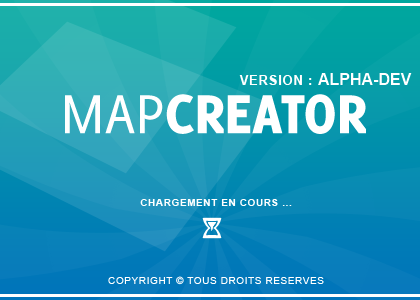 VERSION : ALPHA-DEV
MAPCREATOR
CHARGEMENT EN COURS ...
COPYRIGHT © TOUS DROITS RESERVES